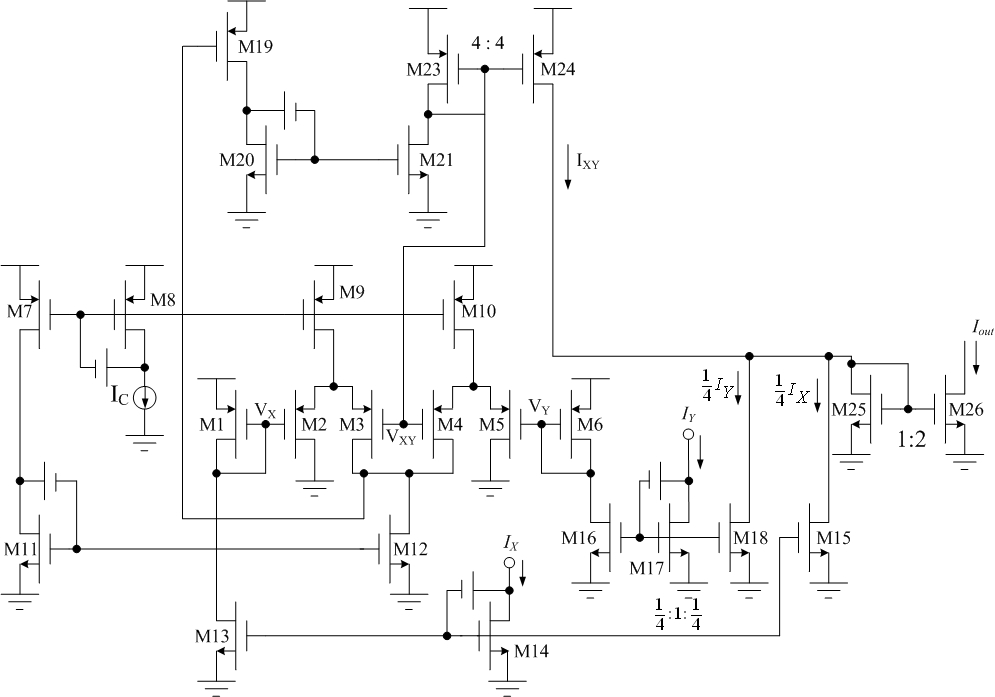 M19
M23
4 : 4
M24
M20
M21
I_XY
M7
M8
M9
M10
I_C
M1
V_X
M2
M3
V_XY
M4
M5
V_Y
M6
1/4 I_Y
1/4 I_X
I_out
M25
1:2
M26
I_Y
M11
M12
M16
M17
M18
M15
I_X
1/4 :1: 1/4
M13
M14